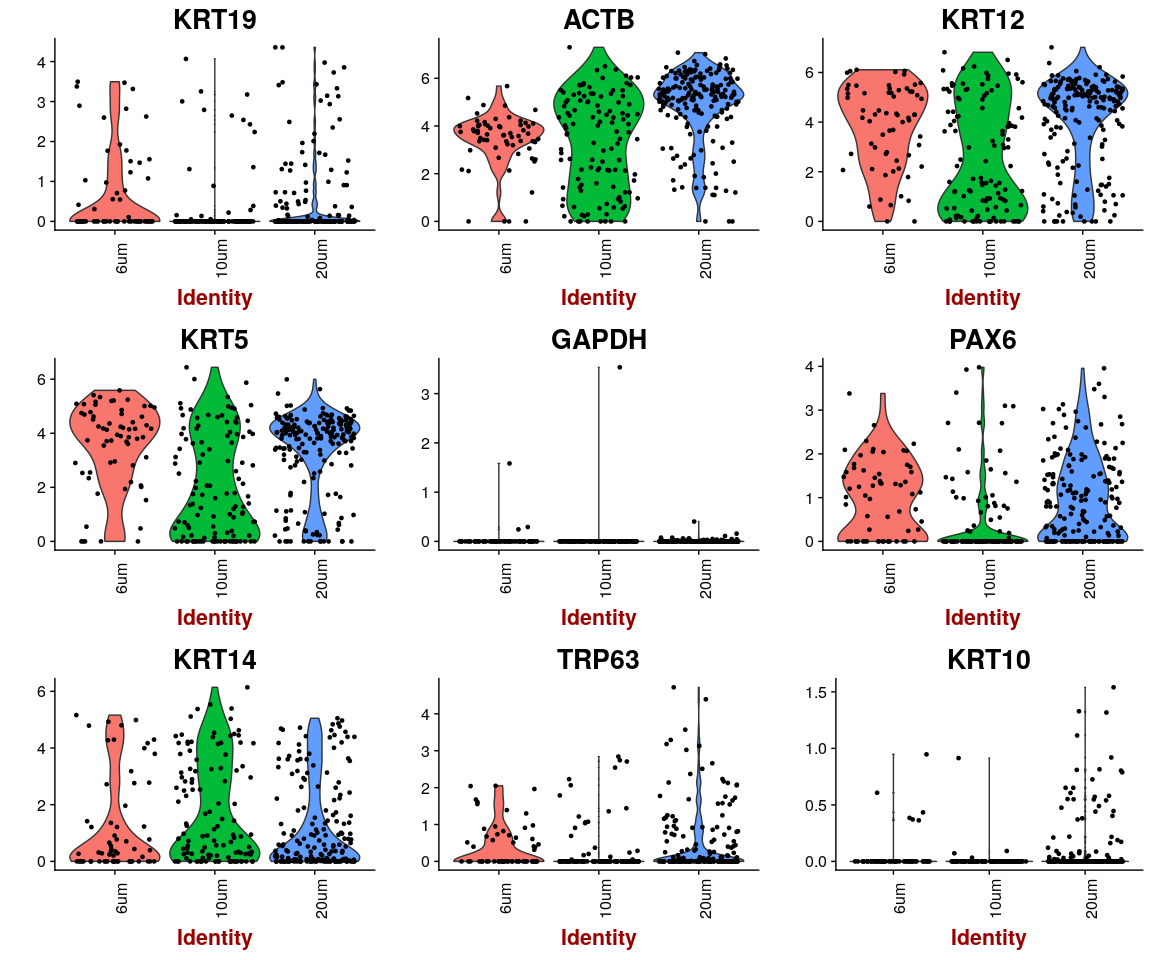 KRT19 ACTB KRT12
4 3 2 1 0
6 4 2 0
6 4 2 0
6um 10um 20um 6um 10um 20um 6um 10um 20um
Identity Identity Identity
KRT5 GAPDH PAX6
6 4 2 0
3 2 1 0
4 3 2 1 0
6um 10um 20um 6um 10um 20um 6um 10um 20um
Identity Identity Identity
KRT14 TRP63 KRT10
6 4 2 0
4 3 2 1 0
1.5 1.0 0.5 0.0
6um 10um 20um 6um 10um 20um 6um 10um 20um
Identity Identity Identity